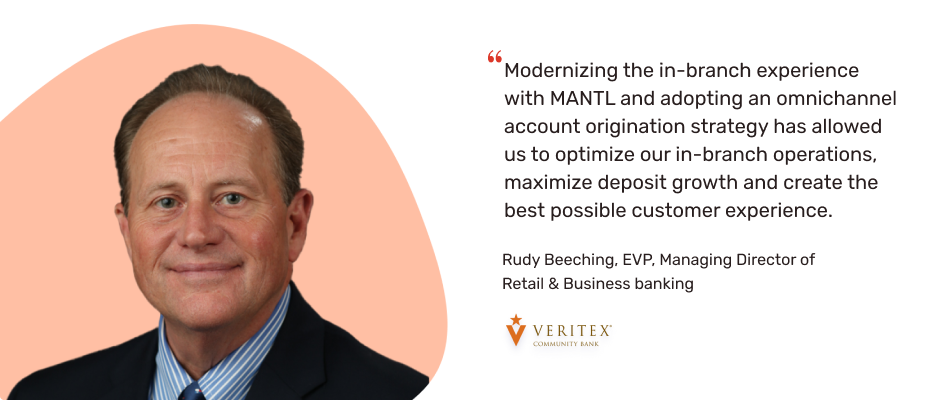 “Modernizing the in-branch experience
with MANTL and adopting an omnichannel
account origination strategy has allowed
us to optimize our in-branch operations,
maximize deposit growth and create the
best possible customer experience.
Rudy Beeching, EVP, Managing Director of
Retail & Business banking
VERITEX
COMMUNITY BANK